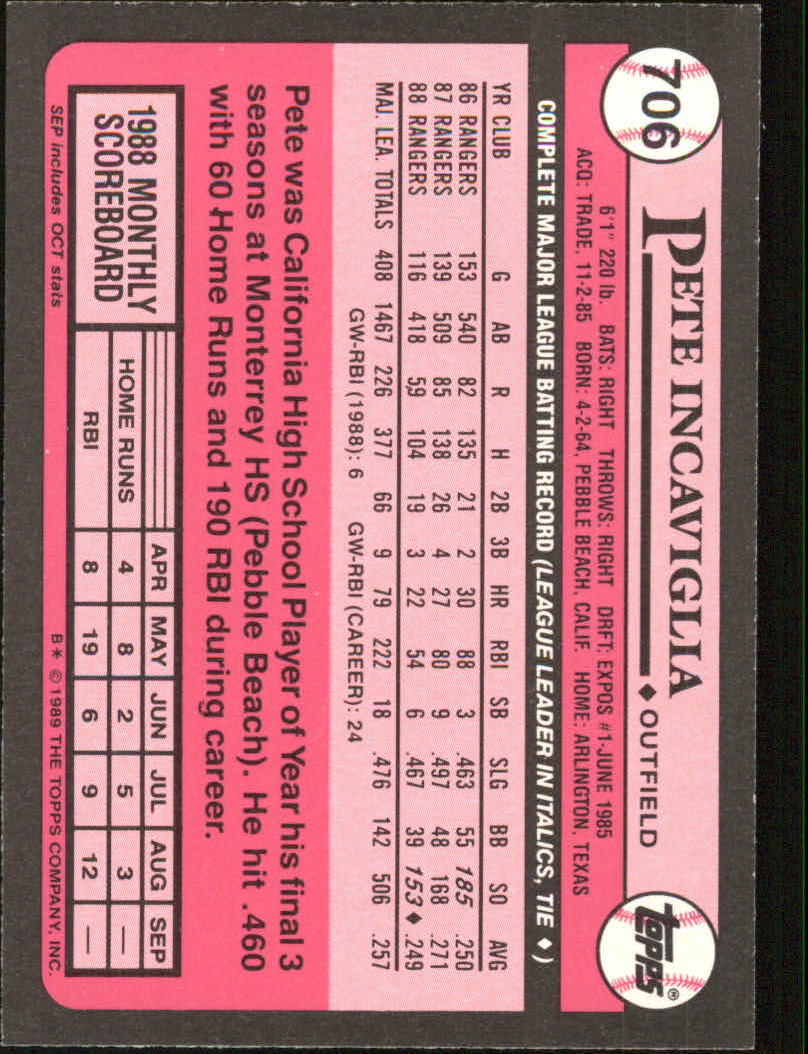 706
PETE INCAVIGLIA
◆OUTFIELD
TOPPS®
6'1" 220 lb. BATS: RIGHT THROWS: RIGHT DRFT: EXPOS #1-JUNE 1985
ACQ: TRADE, 11-2-85 BORN: 4-2-64, PEBBLE BEACH, CALIF. HOME: ARLINGTON, TEXAS
COMPLETE MAJOR LEAGUE BATTING RECORD (LEAGUE LEADER IN ITALICS, TIE ◆)
YR CLUB G AB R H 2B 3B HR RBI SB SLG BB SO AVG
86 RANGERS 153 540 82 135 21 2 30 88 3 .463 55 185 .250
87 RANGERS 139 509 85 138 26 4 27 80 9 .497 48 168 .271
88 RANGERS 116 418 59 104 19 3 22 54 6 .467 39 153◆ .249
MAJ. LEA. TOTALS 408 1467 226 377 66 9 79 222 18 .476 142 506 .257
GW-RBI (1988): 6 GW-RBI (CAREER): 24
Pete was California High School Player of Year his final 3
seasons at Monterrey HS (Pebble Beach). He hit .460
with 60 Home Runs and 190 RBI during career.
1988 MONTHLY
SCOREBOARD
APR MAY JUN JUL AUG SEP
HOME RUNS 4 8 2 5 3 —
RBI 8 19 6 9 12 —
SEP includes OCT stats
B* © 1989 THE TOPPS COMPANY, INC.